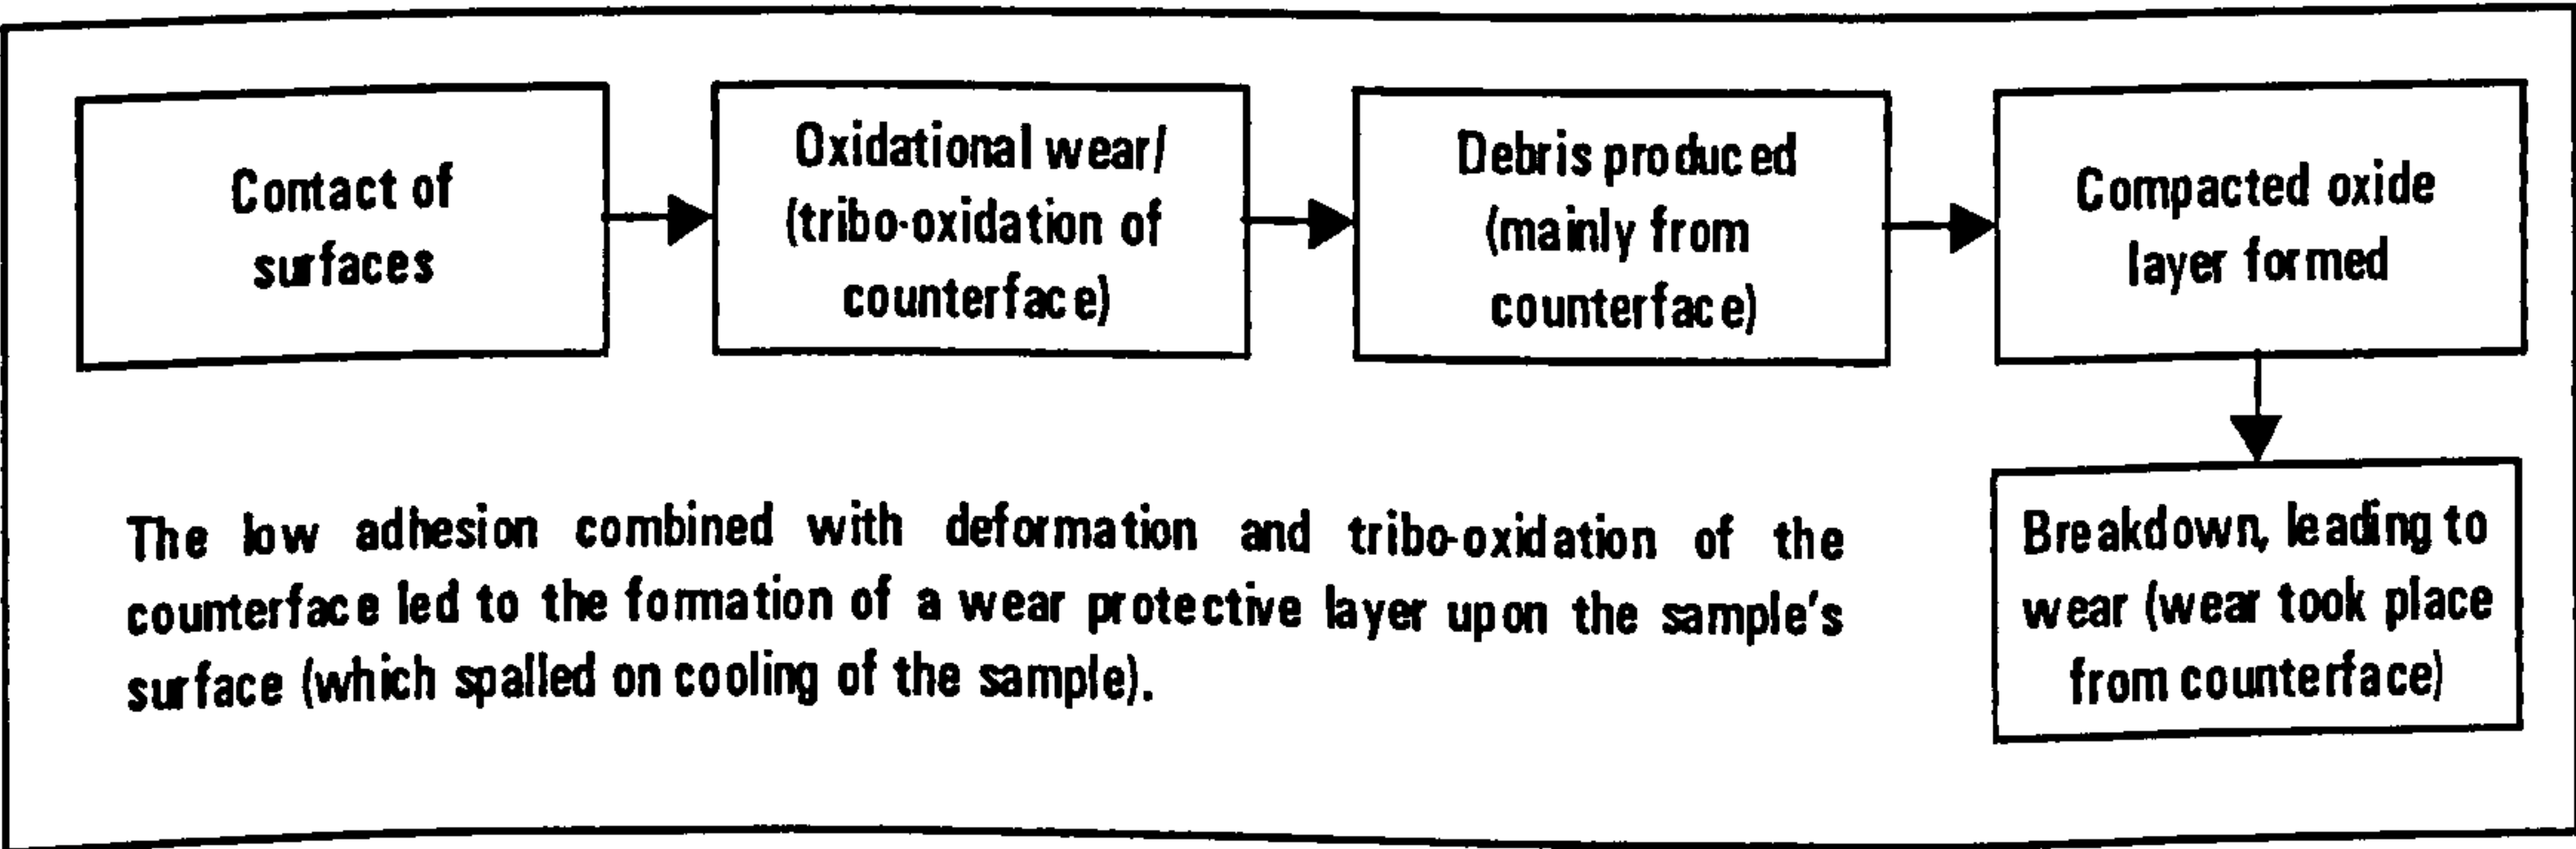 Contact of
surfaces
Oxidational wear/
(tribo-oxidation of
counterface)
Debris produced
(mainly from
counterface)
Compacted oxide
layer formed
Breakdown, leading to
wear (wear took place
from counterface)
The low adhesion combined with deformation and tribo-oxidation of the
counterface led to the formation of a wear protective layer upon the sample's
surface (which spalled on cooling of the sample).